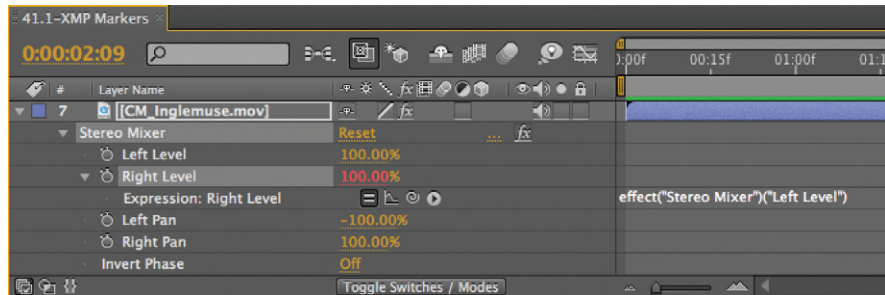 41.1–XMP Markers ×
0:00:02:09
):00f 00:15f 01:00f 01:1
# Layer Name fx
7 [CM_Inglemuse.mov] fx
Stereo Mixer Reset ... fx
Left Level 100.00%
Right Level 100.00%
Expression: Right Level effect("Stereo Mixer")("Left Level")
Left Pan –100.00%
Right Pan 100.00%
Invert Phase Off
Toggle Switches / Modes